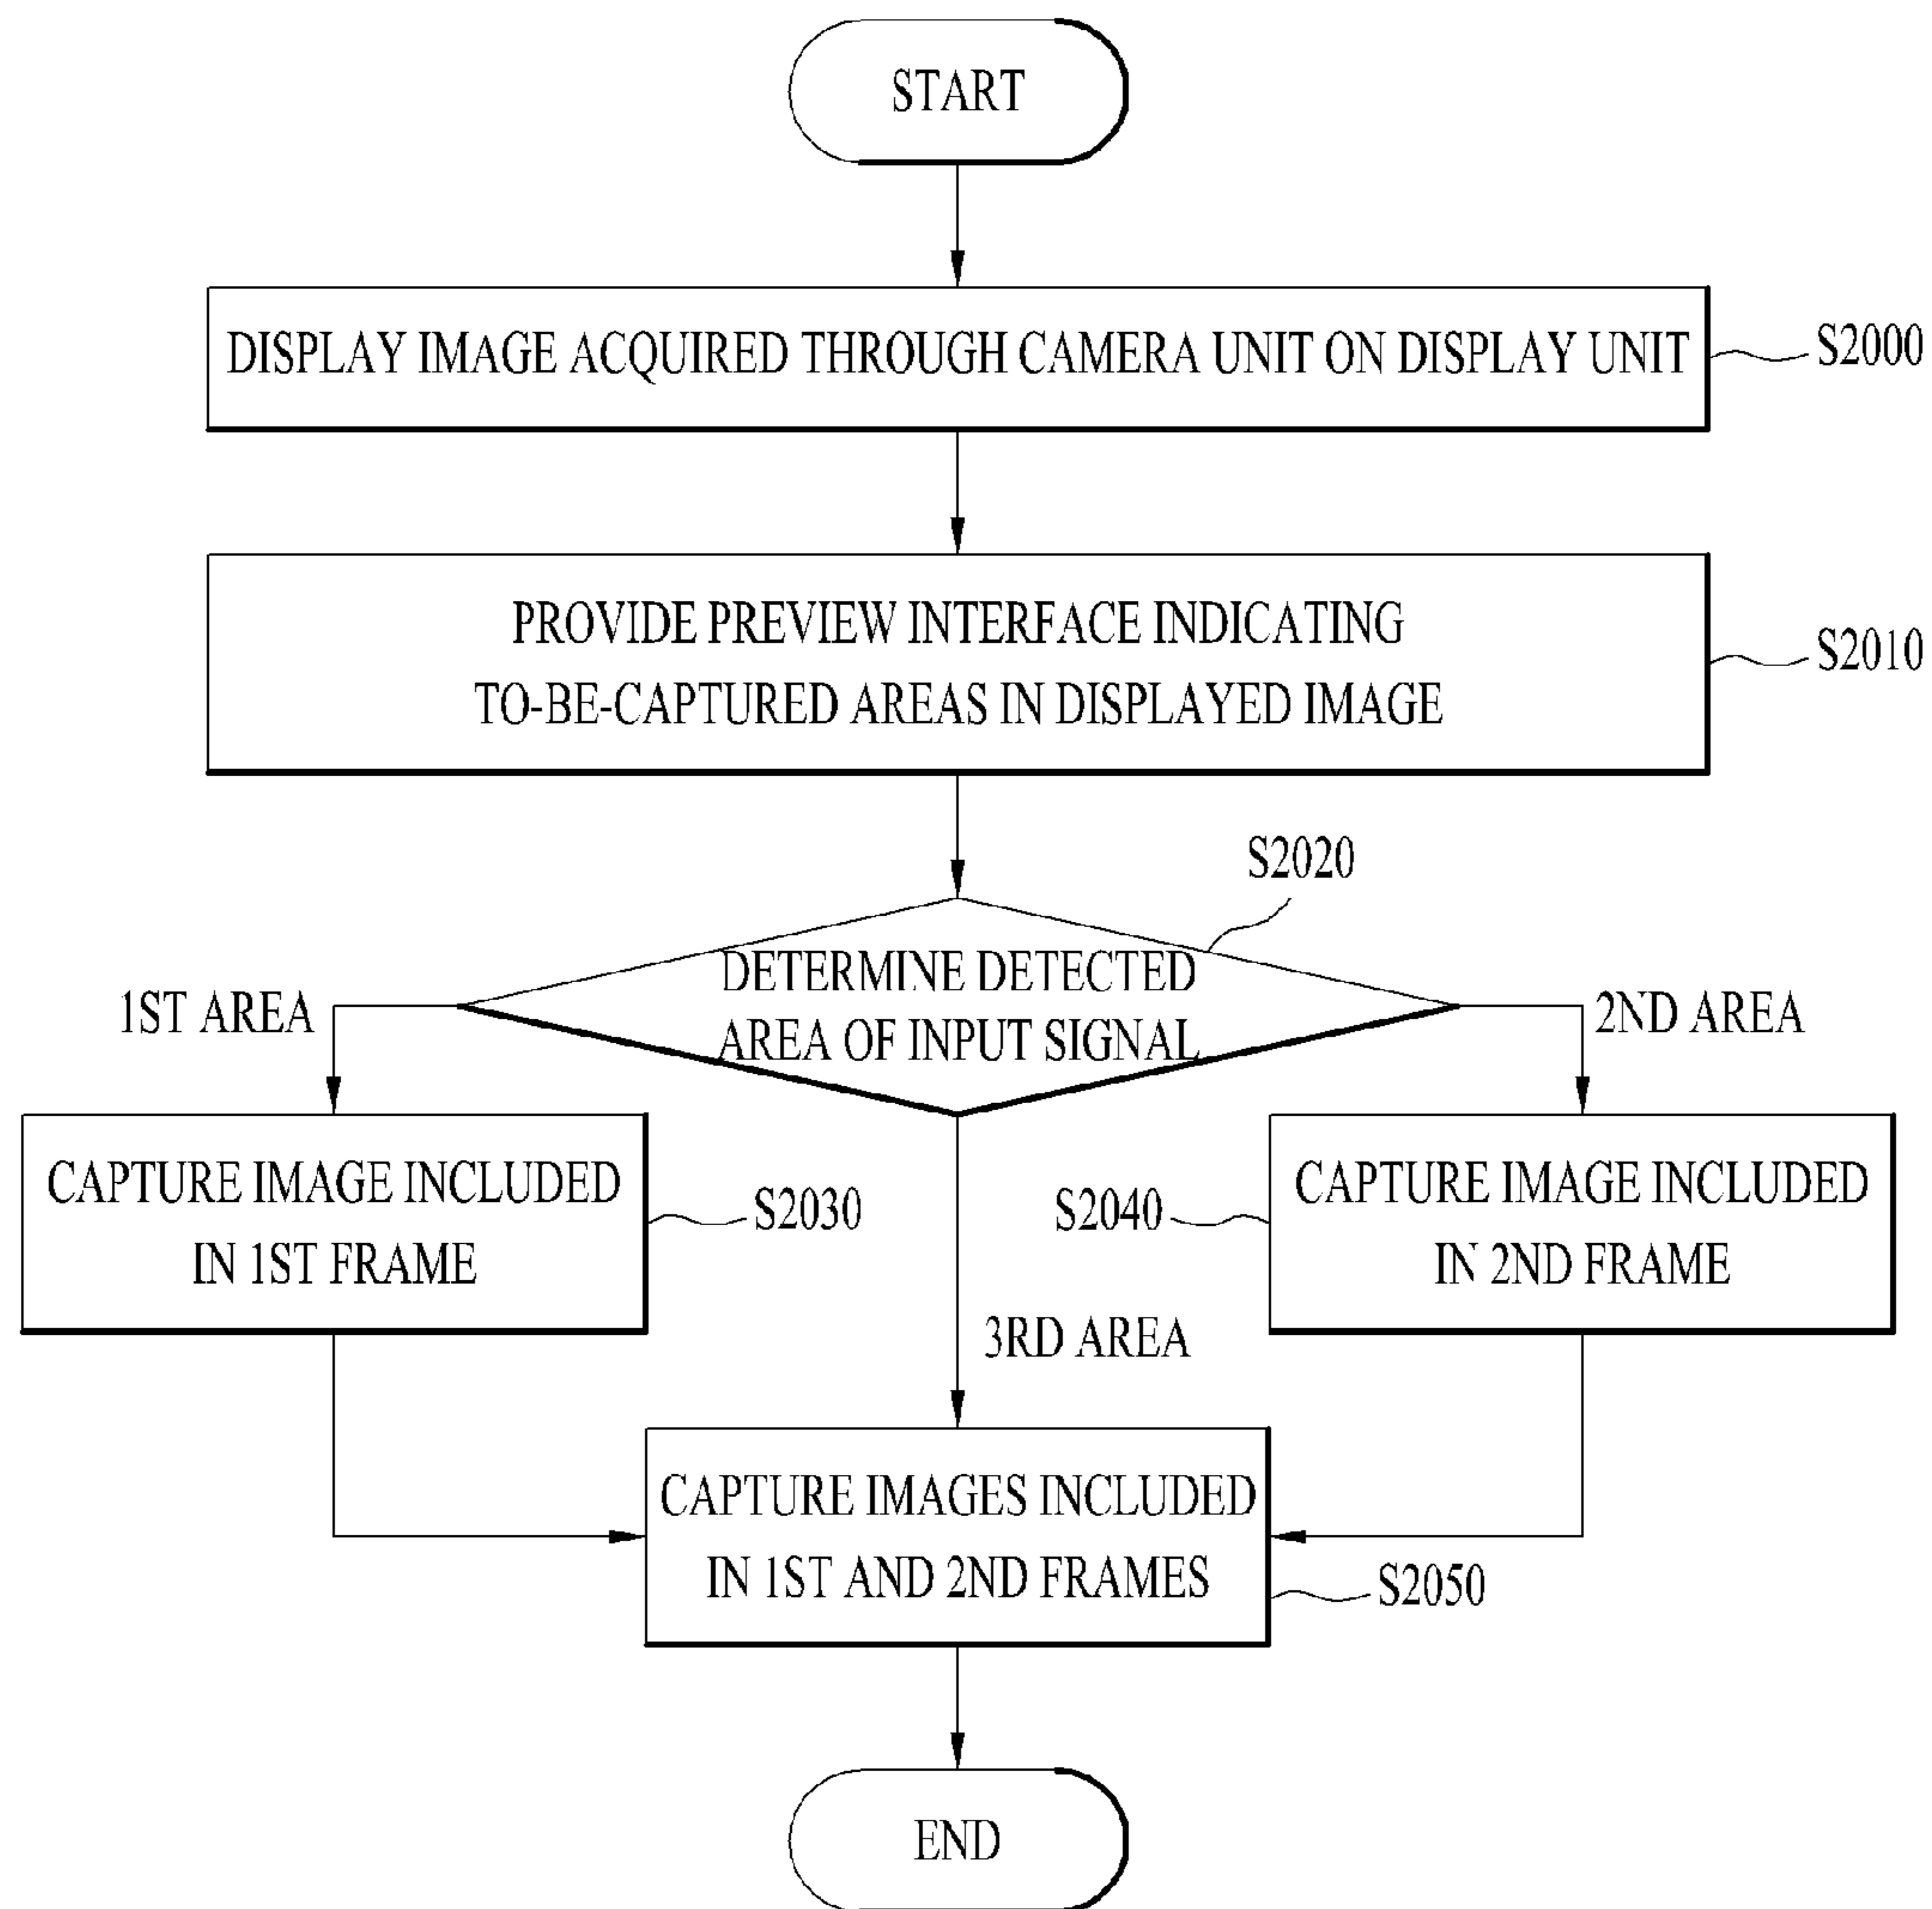 START
DISPLAY IMAGE ACQUIRED THROUGH CAMERA UNIT ON DISPLAY UNIT
S2000
PROVIDE PREVIEW INTERFACE INDICATING
TO-BE-CAPTURED AREAS IN DISPLAYED IMAGE
S2010
S2020
DETERMINE DETECTED
AREA OF INPUT SIGNAL
1ST AREA
2ND AREA
CAPTURE IMAGE INCLUDED
IN 1ST FRAME
S2030
S2040
CAPTURE IMAGE INCLUDED
IN 2ND FRAME
3RD AREA
CAPTURE IMAGES INCLUDED
IN 1ST AND 2ND FRAMES
S2050
END